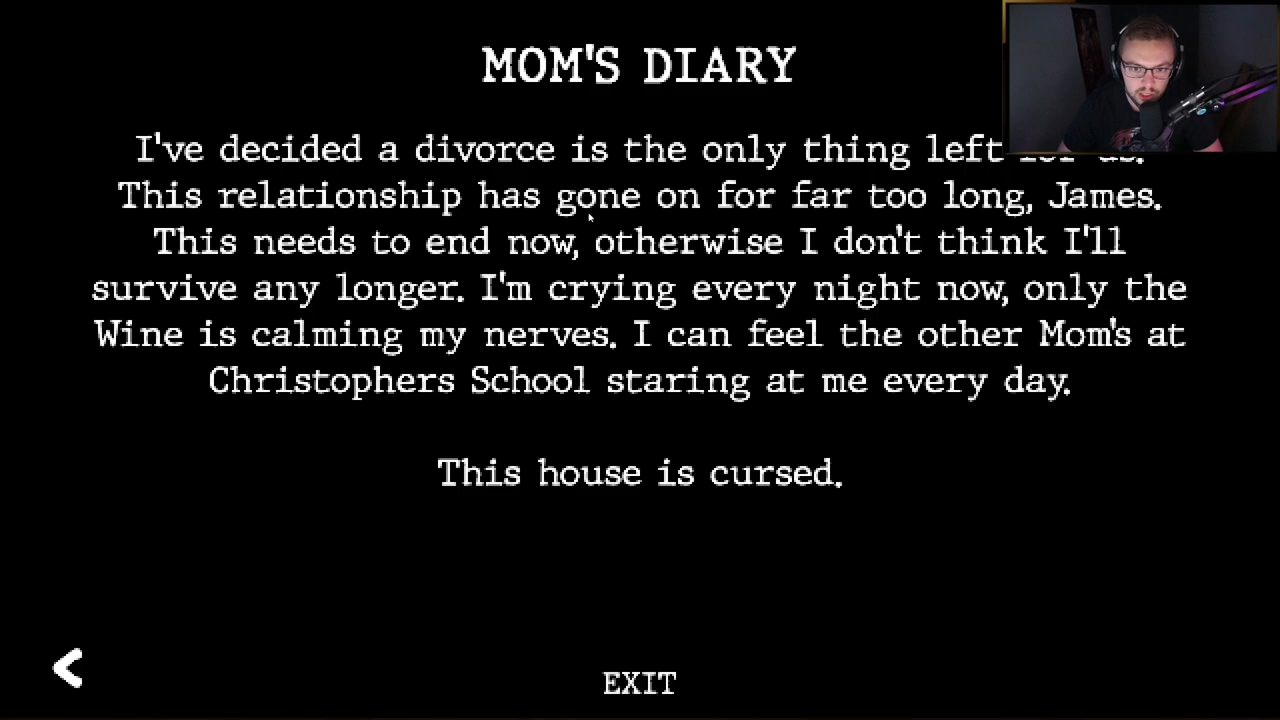 MOM'S DIARY
I've decided a divorce is the only thing left for us.
This relationship has gone on for far too long, James.
This needs to end now, otherwise I don't think I'll
survive any longer. I'm crying every night now, only the
Wine is calming my nerves. I can feel the other Mom's at
Christophers School staring at me every day.
This house is cursed.
EXIT